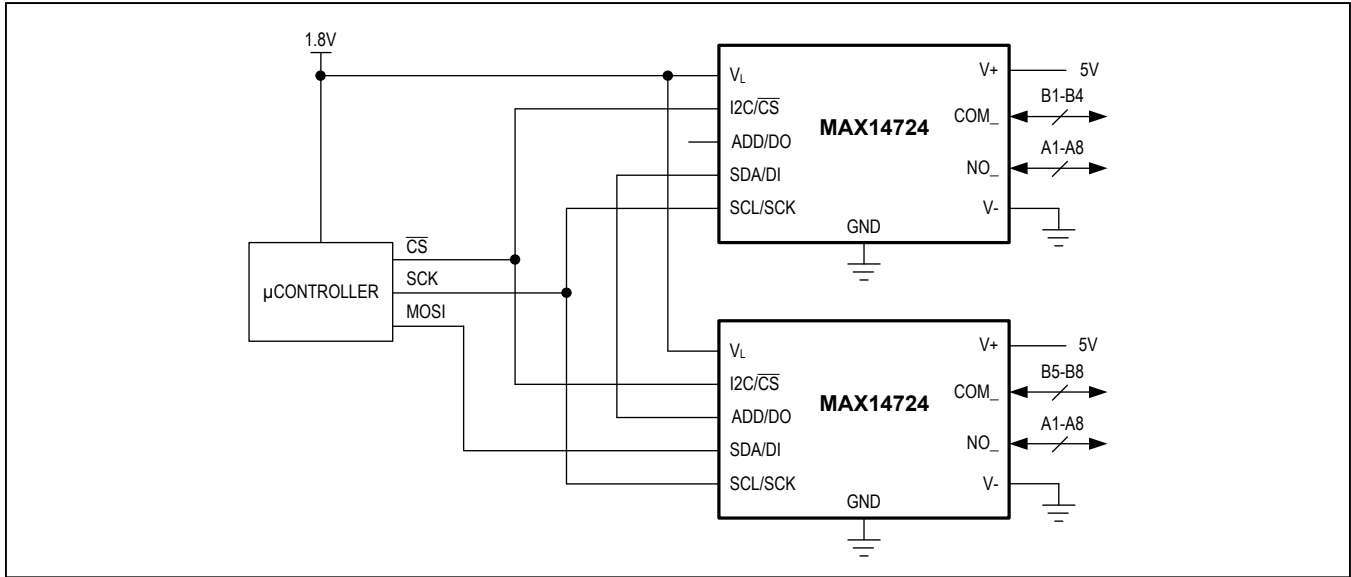 1.8V
µCONTROLLER
CS
SCK
MOSI
VL
I2C/CS
ADD/DO
SDA/DI
SCL/SCK
MAX14724
GND
V+
COM_
NO_
V-
5V
B1-B4
A1-A8
VL
I2C/CS
ADD/DO
SDA/DI
SCL/SCK
MAX14724
GND
V+
COM_
NO_
V-
5V
B5-B8
A1-A8